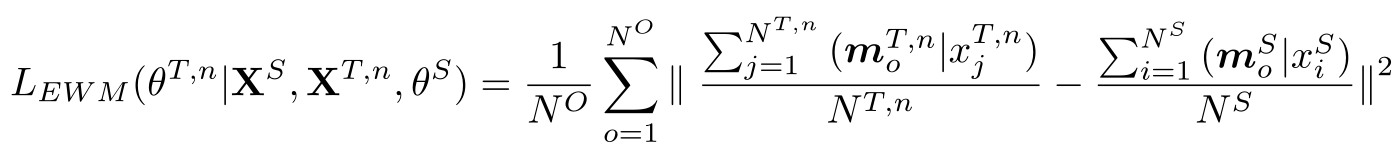 L_{EWM}(\theta^{T,n}|\mathbf{X}^S, \mathbf{X}^{T,n}, \theta^S) = \frac{1}{N^O} \sum_{o=1}^{N^O} \| \frac{\sum_{j=1}^{N^{T,n}} (\boldsymbol{m}_o^{T,n}|x_j^{T,n})}{N^{T,n}} - \frac{\sum_{i=1}^{N^S} (\boldsymbol{m}_o^S|x_i^S)}{N^S} \|^2